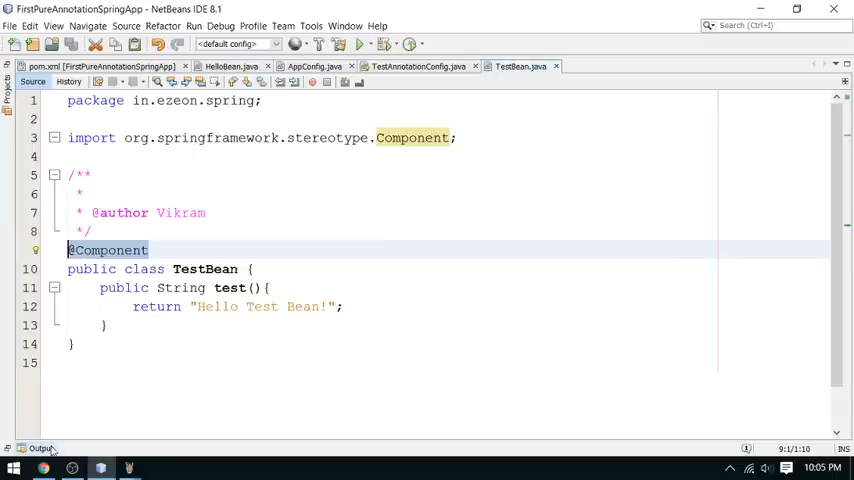 FirstPureAnnotationSpringApp - NetBeans IDE 8.1
File Edit View Navigate Source Refactor Run Debug Profile Team Tools Window Help
Search (Ctrl+I)
<default config>
pom.xml [FirstPureAnnotationSpringApp] HelloBean.java AppConfig.java TestAnnotationConfig.java TestBean.java
Projects
Source History
1 package in.ezeon.spring;
2
3 import org.springframework.stereotype.Component;
4
5 /**
6 *
7 * @author Vikram
8 */
@Component
10 public class TestBean {
11 public String test(){
12 return "Hello Test Bean!";
13 }
14 }
15
Output
9:1/1:10 INS
10:05 PM